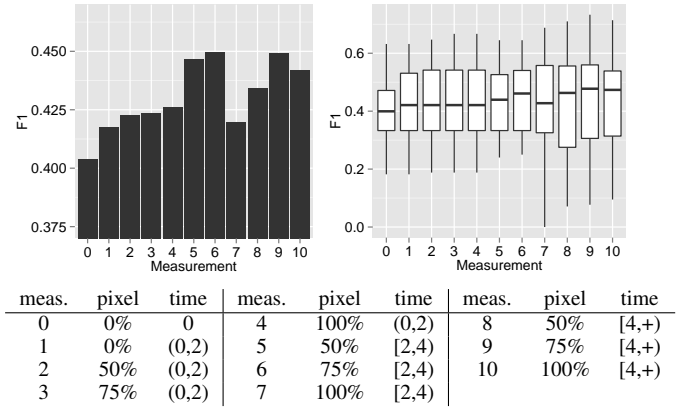 0.450
0.425
0.400
0.375
F1
0 1 2 3 4 5 6 7 8 9 10
Measurement
0.6
0.4
0.2
0.0
F1
0 1 2 3 4 5 6 7 8 9 10
Measurement
meas. pixel time meas. pixel time meas. pixel time
0 0% 0 4 100% (0,2) 8 50% [4,+)
1 0% (0,2) 5 50% [2,4) 9 75% [4,+)
2 50% (0,2) 6 75% [2,4) 10 100% [4,+)
3 75% (0,2) 7 100% [2,4)